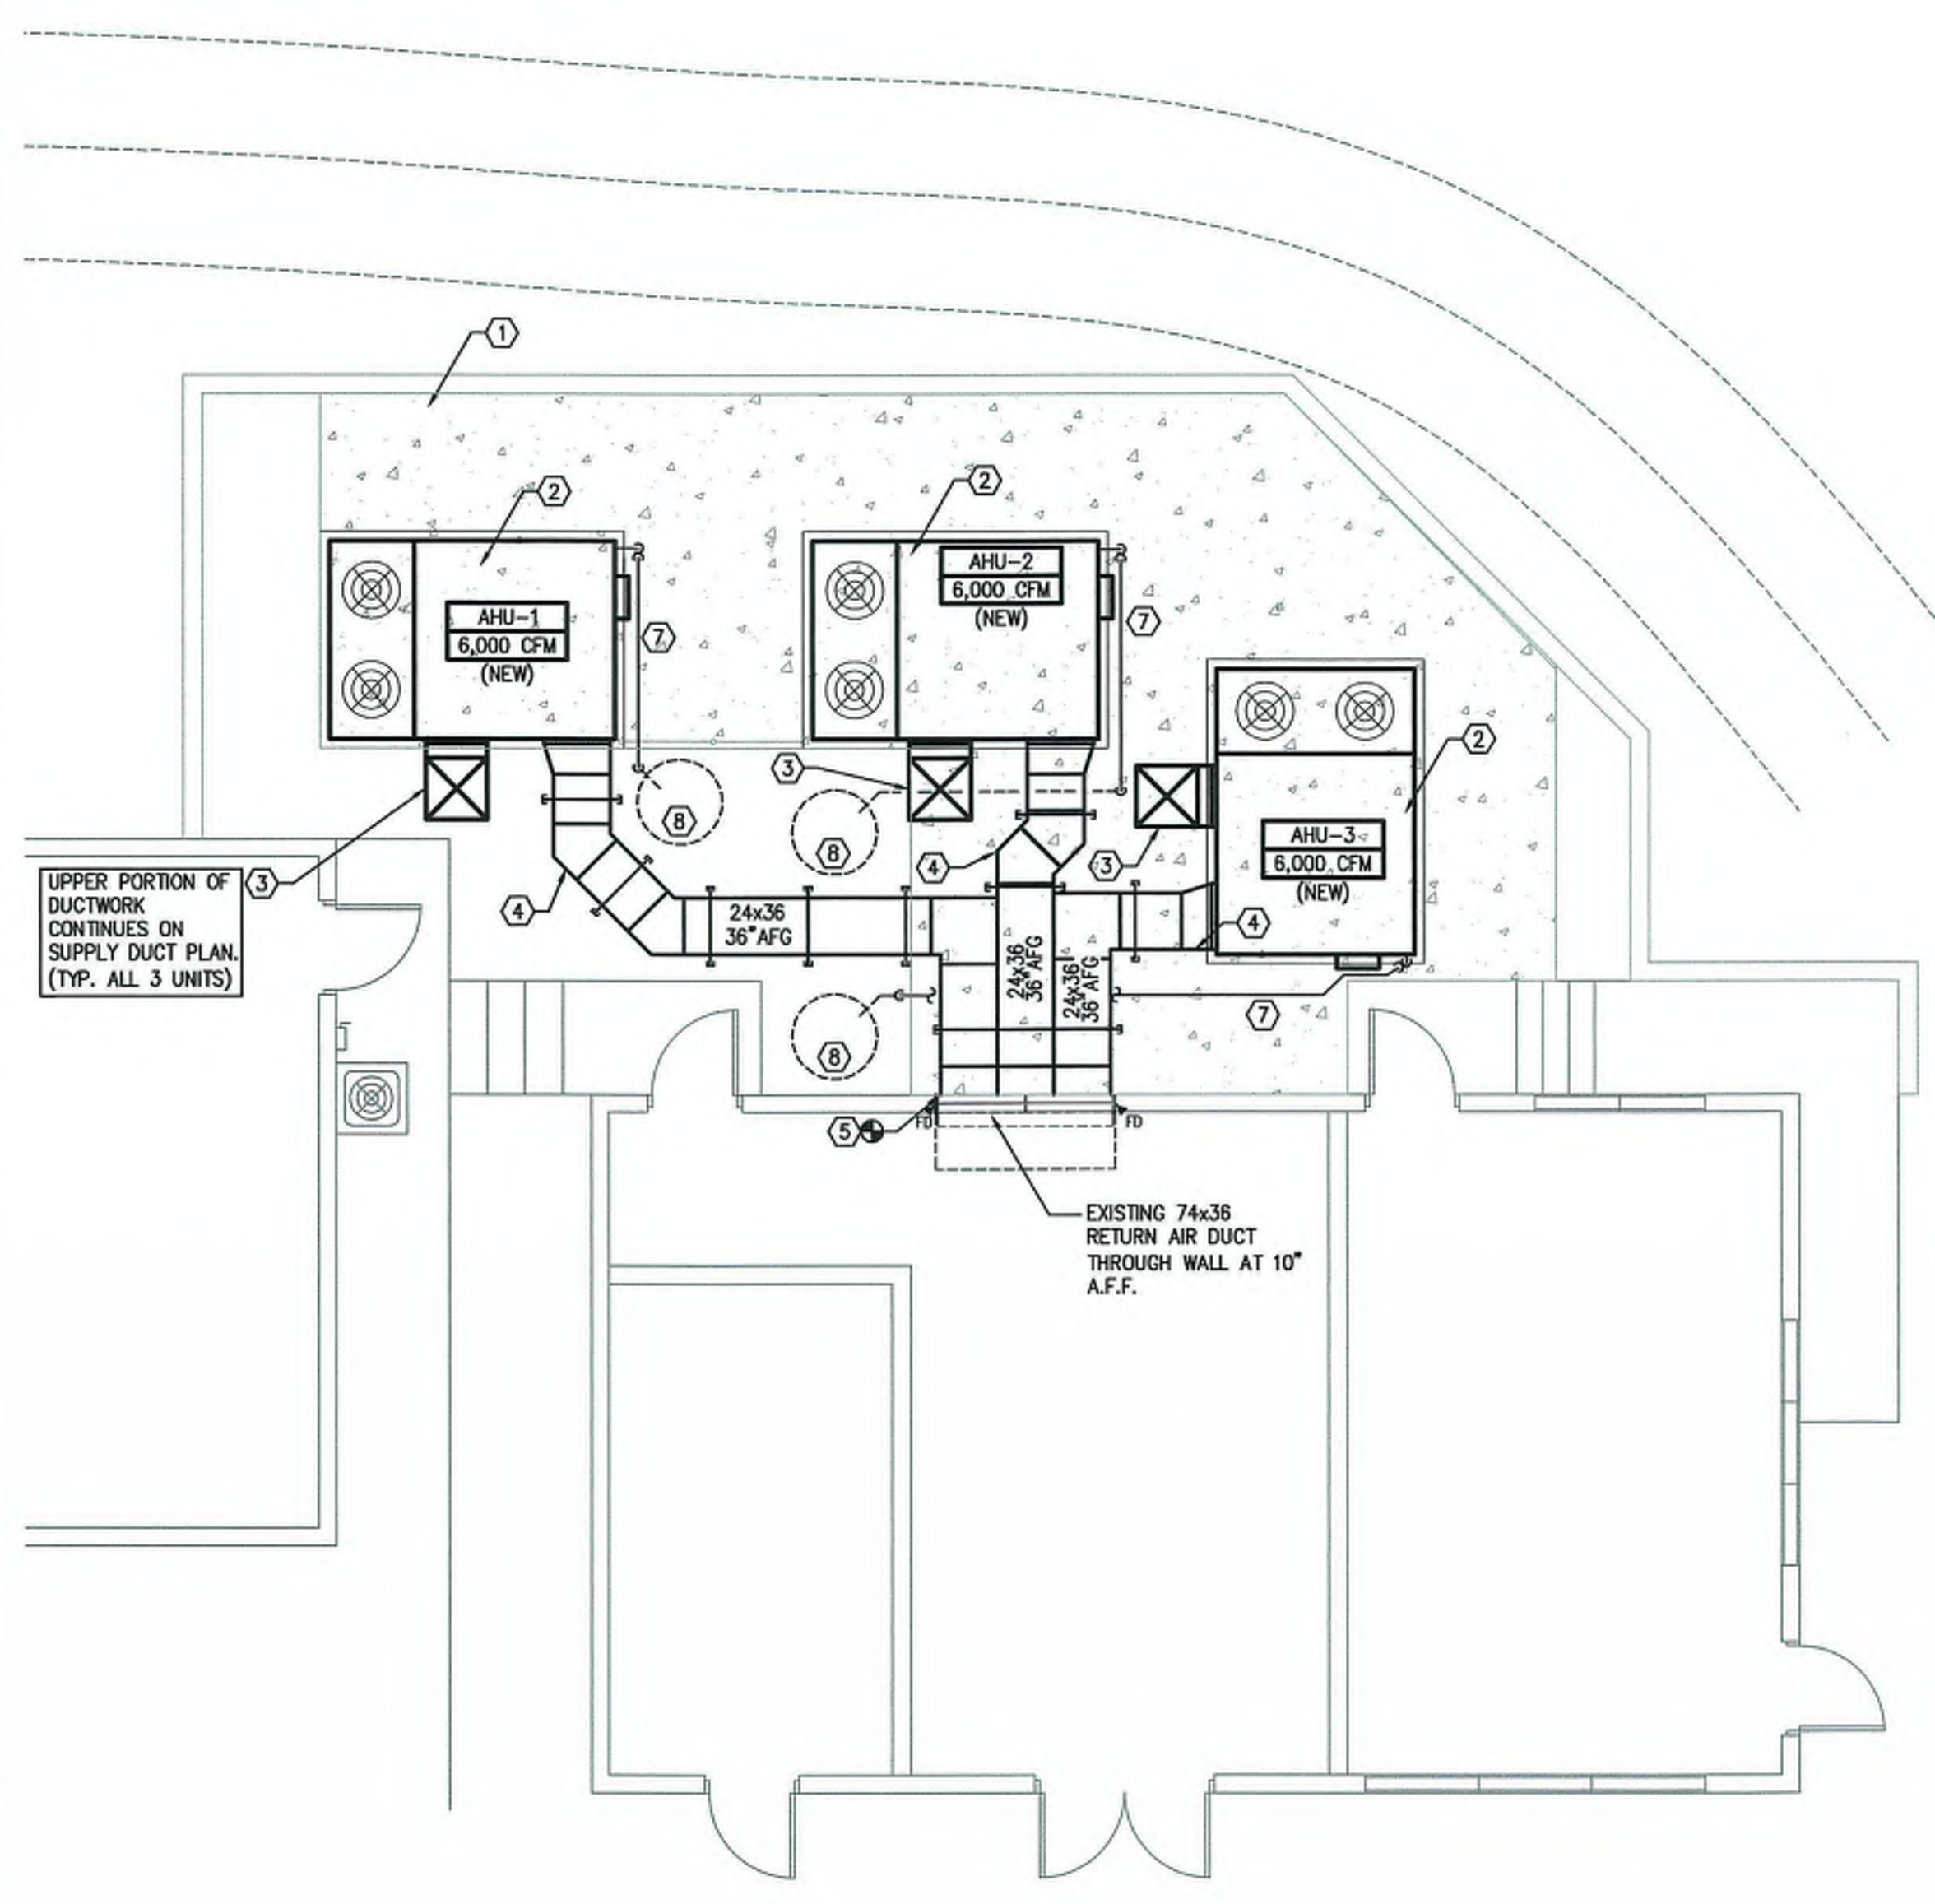 1
2
2
AHU-2
6,000 CFM
(NEW)
AHU-1
6,000 CFM
(NEW)
7
7
2
3
8
8
AHU-3
6,000 CFM
(NEW)
4
3
UPPER PORTION OF
DUCTWORK
CONTINUES ON
SUPPLY DUCT PLAN.
(TYP. ALL 3 UNITS)
3
4
24x36
36"AFG
4
24x36
36"AFG
24x36
36"AFG
7
8
5
FD
FD
EXISTING 74x36
RETURN AIR DUCT
THROUGH WALL AT 10"
A.F.F.